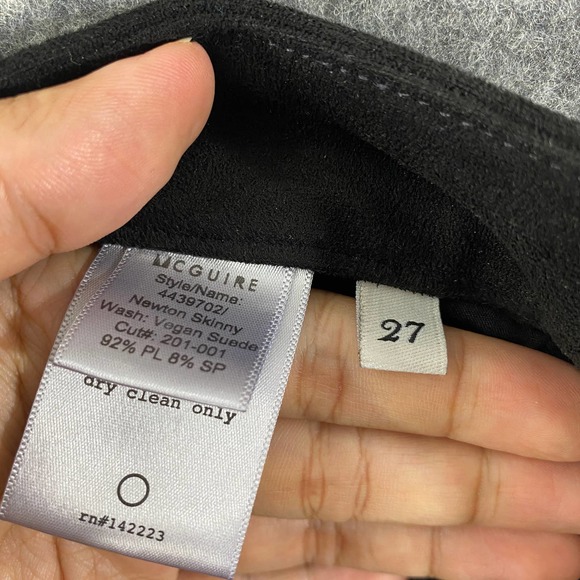 McGUIRE
Style/Name:
4439702/
Newton Skinny
Wash: Vegan Suede
Cut#: 201-001
92% PL 8% SP
dry clean only
rn#142223
27